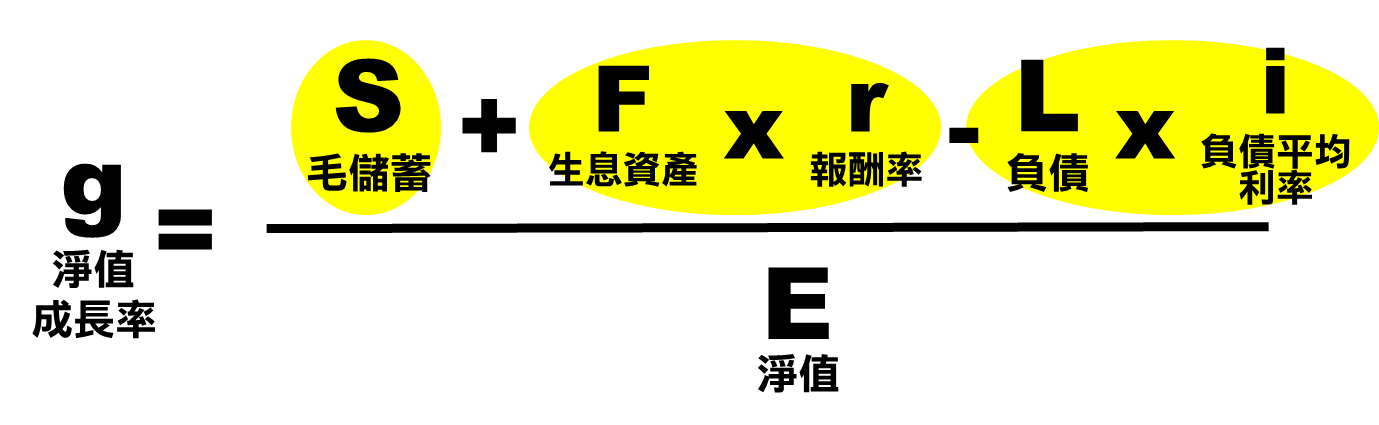 g
淨值
成長率
=
S
毛儲蓄
+
F
生息資產
x
r
報酬率
-
L
負債
x
i
負債平均
利率
E
淨值